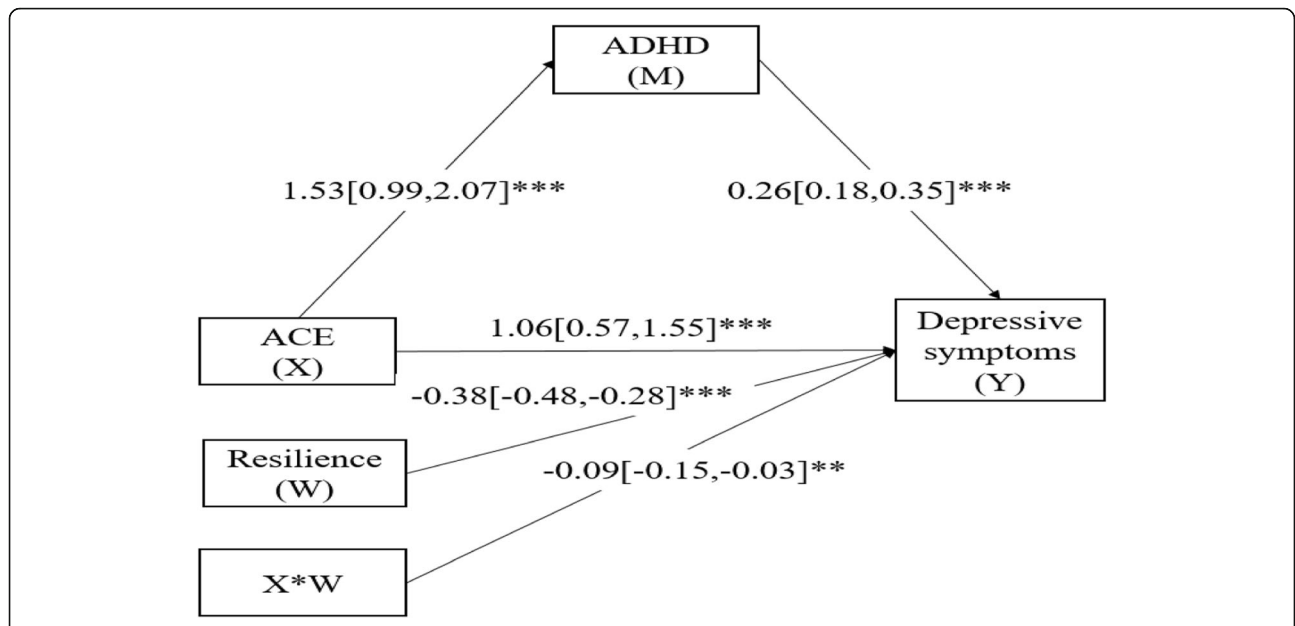 ADHD
(M)
1.53[0.99,2.07]***
0.26[0.18,0.35]***
ACE
(X)
1.06[0.57,1.55]***
Depressive
symptoms
(Y)
-0.38[-0.48,-0.28]***
Resilience
(W)
-0.09[-0.15,-0.03]**
X*W